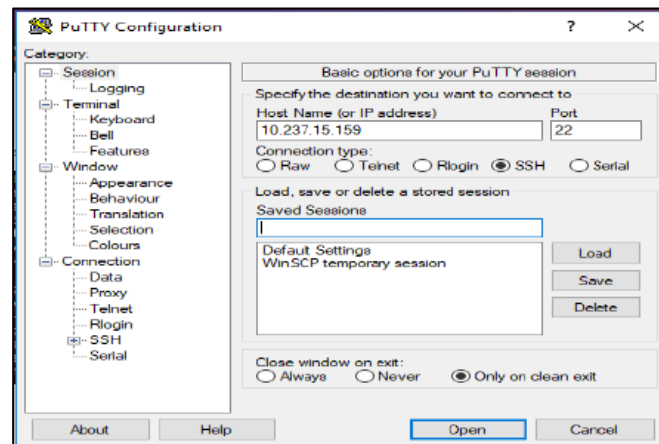 PuTTY Configuration ? ×
Category:
Session
Logging
Terminal
Keyboard
Bell
Features
Window
Appearance
Behaviour
Translation
Selection
Colours
Connection
Data
Proxy
Telnet
Rlogin
SSH
Serial
Basic options for your PuTTY session
Specify the destination you want to connect to
Host Name (or IP address) Port
10.237.15.159 22
Connection type:
Raw Telnet Rlogin SSH Serial
Load, save or delete a stored session
Saved Sessions
Default Settings
WinSCP temporary session
Load
Save
Delete
Close window on exit:
Always Never Only on clean exit
About Help Open Cancel